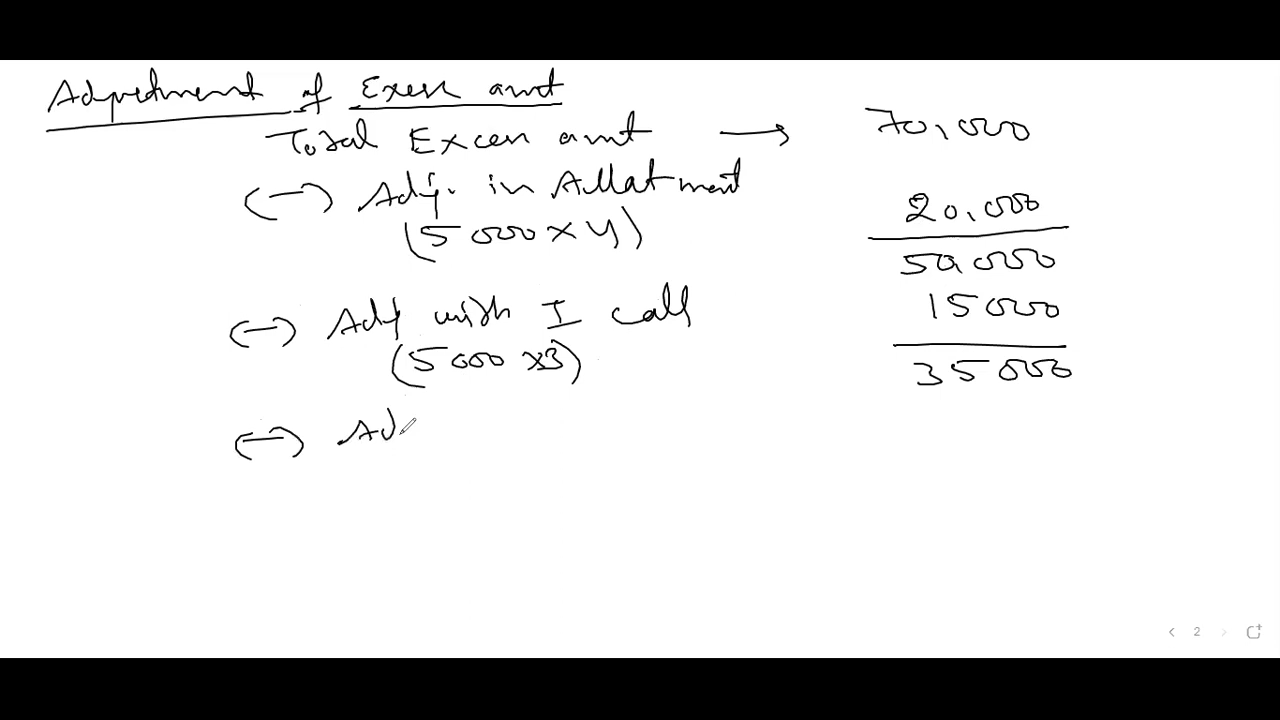 Adjustment of Excess amt
Total Excess amt → 70,000
(-) Adj. in Allotment 20,000
(5000 x 4) 50,000
(-) Adj with I call 15000
(5000 x3) 35000
(-) Ad
2